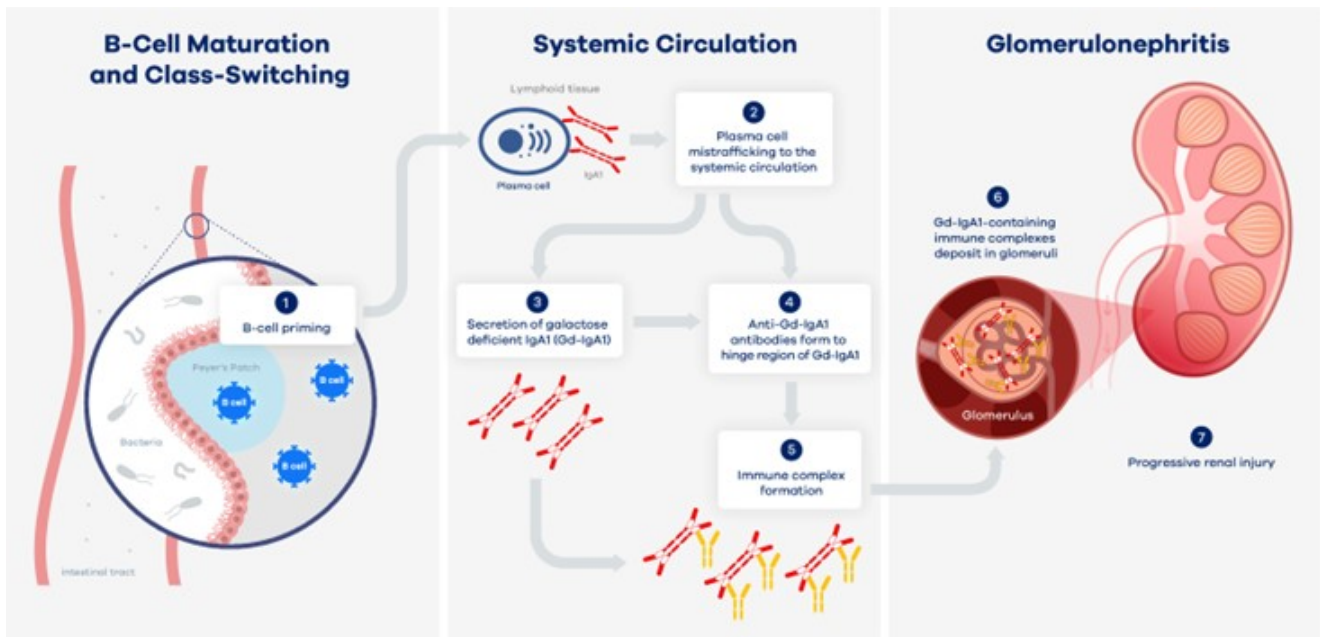 B-Cell Maturation
and Class-Switching
1
B-cell priming
Peyer's Patch
B cell
B cell
B cell
Bacteria
intestinal tract
Systemic Circulation
Lymphoid tissue
Plasma cell
IgA1
2
Plasma cell
mistrafficking to the
systemic circulation
3
Secretion of galactose
deficient IgA1 (Gd-IgA1)
4
Anti-Gd-IgA1
antibodies form to
hinge region of Gd-IgA1
5
Immune complex
formation
Glomerulonephritis
6
Gd-IgA1-containing
immune complexes
deposit in glomeruli
Glomerulus
7
Progressive renal injury